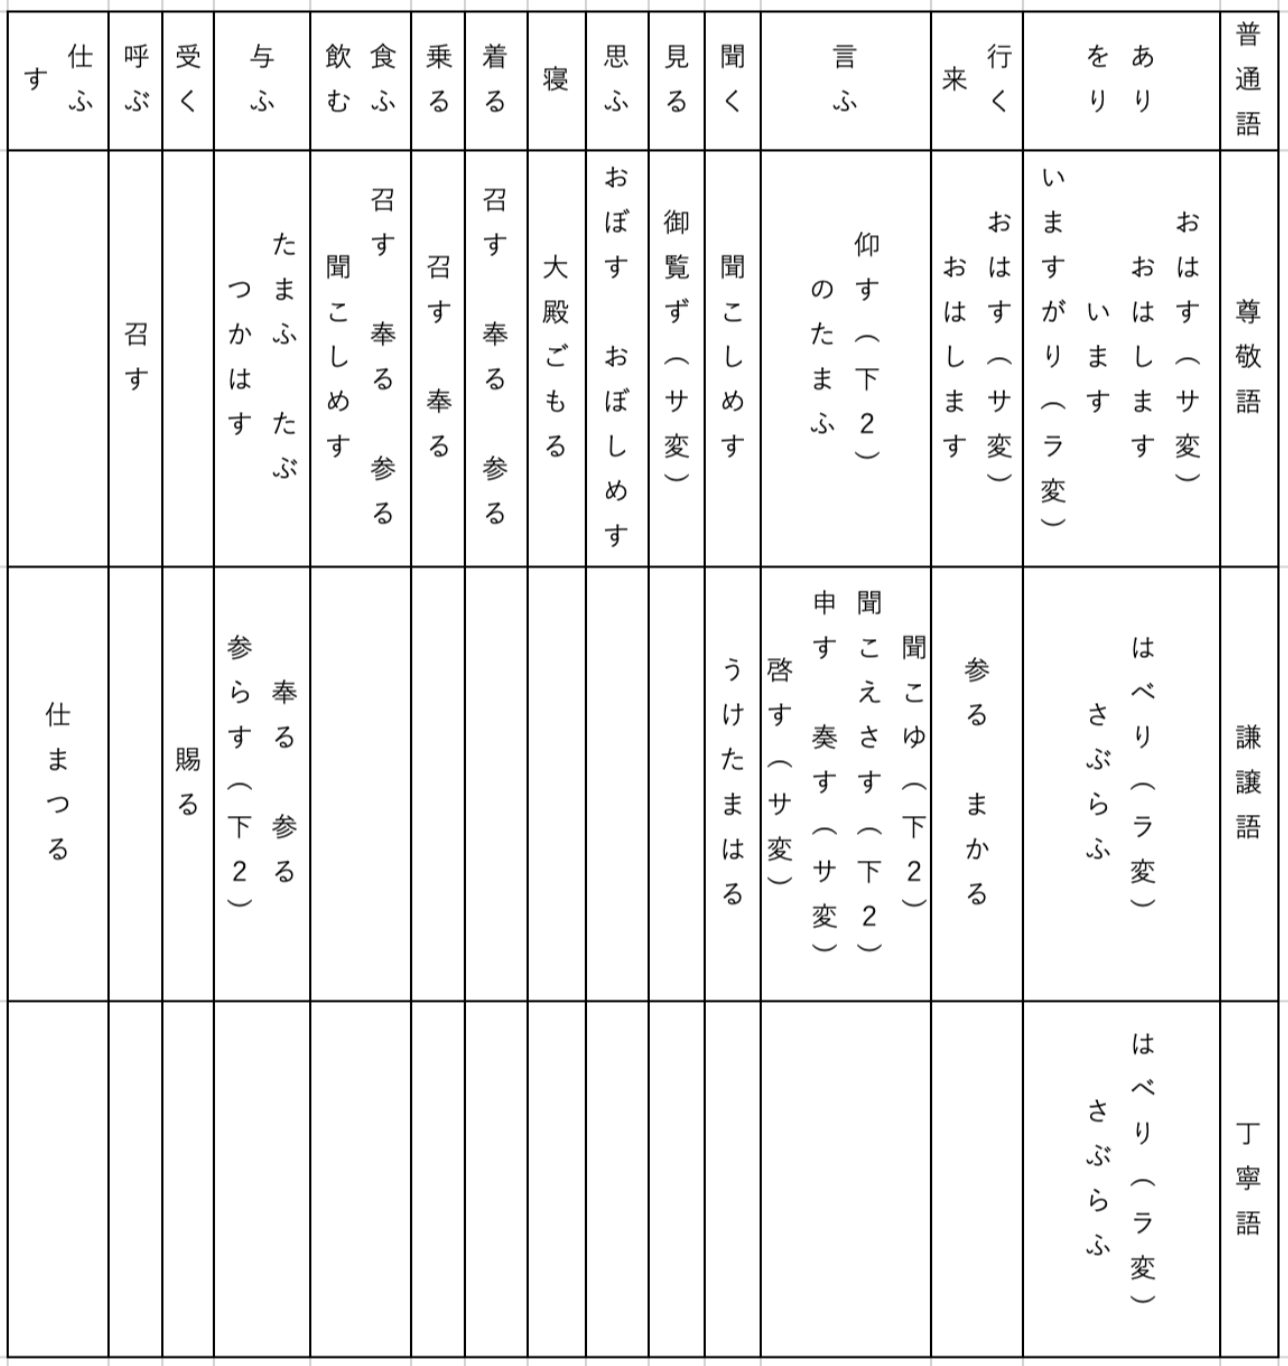 普通語
尊敬語
謙譲語
丁寧語
あり
をり
おはす（サ変）
おはします
います
いますがり（ラ変）
はべり（ラ変）
さぶらふ
はべり（ラ変）
さぶらふ
行く
来
おはす（サ変）
おはします
参る　まかる
言ふ
仰す（下２）
のたまふ
聞こゆ（下２）
聞こえさす（下２）
申す　奏す（サ変）
啓す（サ変）
聞く
聞こしめす
うけたまはる
見る
御覧ず（サ変）
思ふ
おぼす　おぼしめす
寝
大殿ごもる
着る
召す　奉る　参る
乗る
召す　奉る
食ふ
飲む
召す　奉る　参る
聞こしめす
与ふ
たまふ　たぶ
つかはす
奉る　参る
参らす（下２）
受く
賜る
呼ぶ
召す
仕ふ
す
仕まつる